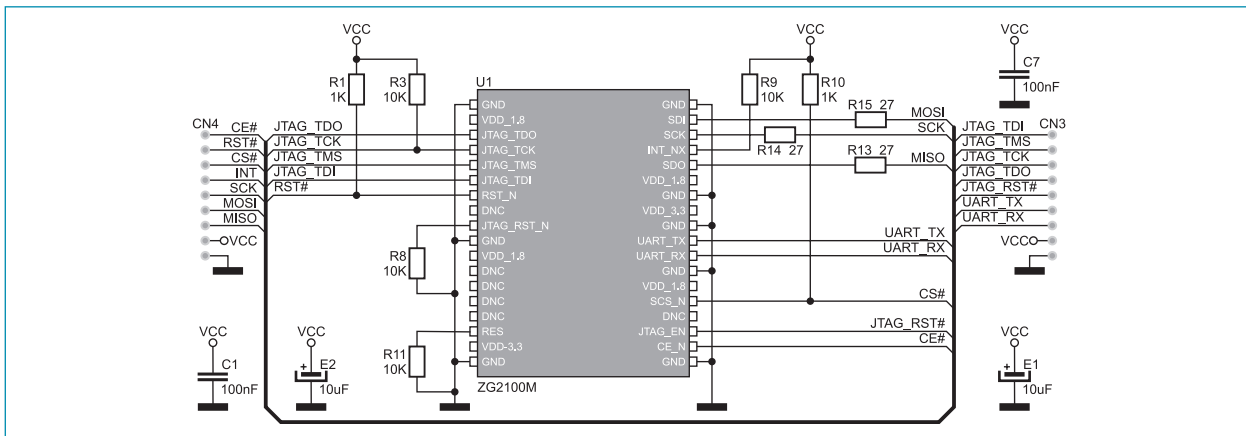 VCC
VCC
VCC
R1
1K
R3
10K
U1
R9
10K
R10
1K
C7
100nF
CN4
CE#
RST#
CS#
INT
SCK
MOSI
MISO
VCC
JTAG_TDO
JTAG_TCK
JTAG_TMS
JTAG_TDI
RST#
GND
VDD_1.8
JTAG_TDO
JTAG_TCK
JTAG_TMS
JTAG_TDI
RST_N
DNC
JTAG_RST_N
GND
VDD_1.8
DNC
DNC
DNC
DNC
RES
VDD-3.3
GND
GND
SDI
SCK
INT_NX
SDO
VDD_1.8
GND
VDD_3.3
GND
UART_TX
UART_RX
GND
VDD_1.8
SCS_N
DNC
JTAG_EN
CE_N
GND
R15 27
R14 27
R13 27
MOSI
SCK
MISO
UART_TX
UART_RX
CS#
JTAG_RST#
CE#
CN3
JTAG_TDI
JTAG_TMS
JTAG_TCK
JTAG_TDO
JTAG_RST#
UART_TX
UART_RX
VCC
R8
10K
R11
10K
ZG2100M
VCC
C1
100nF
VCC
+
E2
10uF
VCC
+
E1
10uF